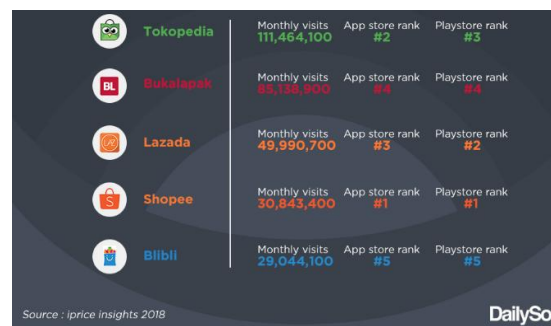 Tokopedia
Monthly visits App store rank Playstore rank
111,464,100 #2 #3
BL
Bukalapak
Monthly visits App store rank Playstore rank
85,138,900 #4 #4
Lazada
Monthly visits App store rank Playstore rank
49,990,700 #3 #2
S
Shopee
Monthly visits App store rank Playstore rank
30,843,400 #1 #1
Blibli
Monthly visits App store rank Playstore rank
29,044,100 #5 #5
Source : iprice insights 2018
DailySo